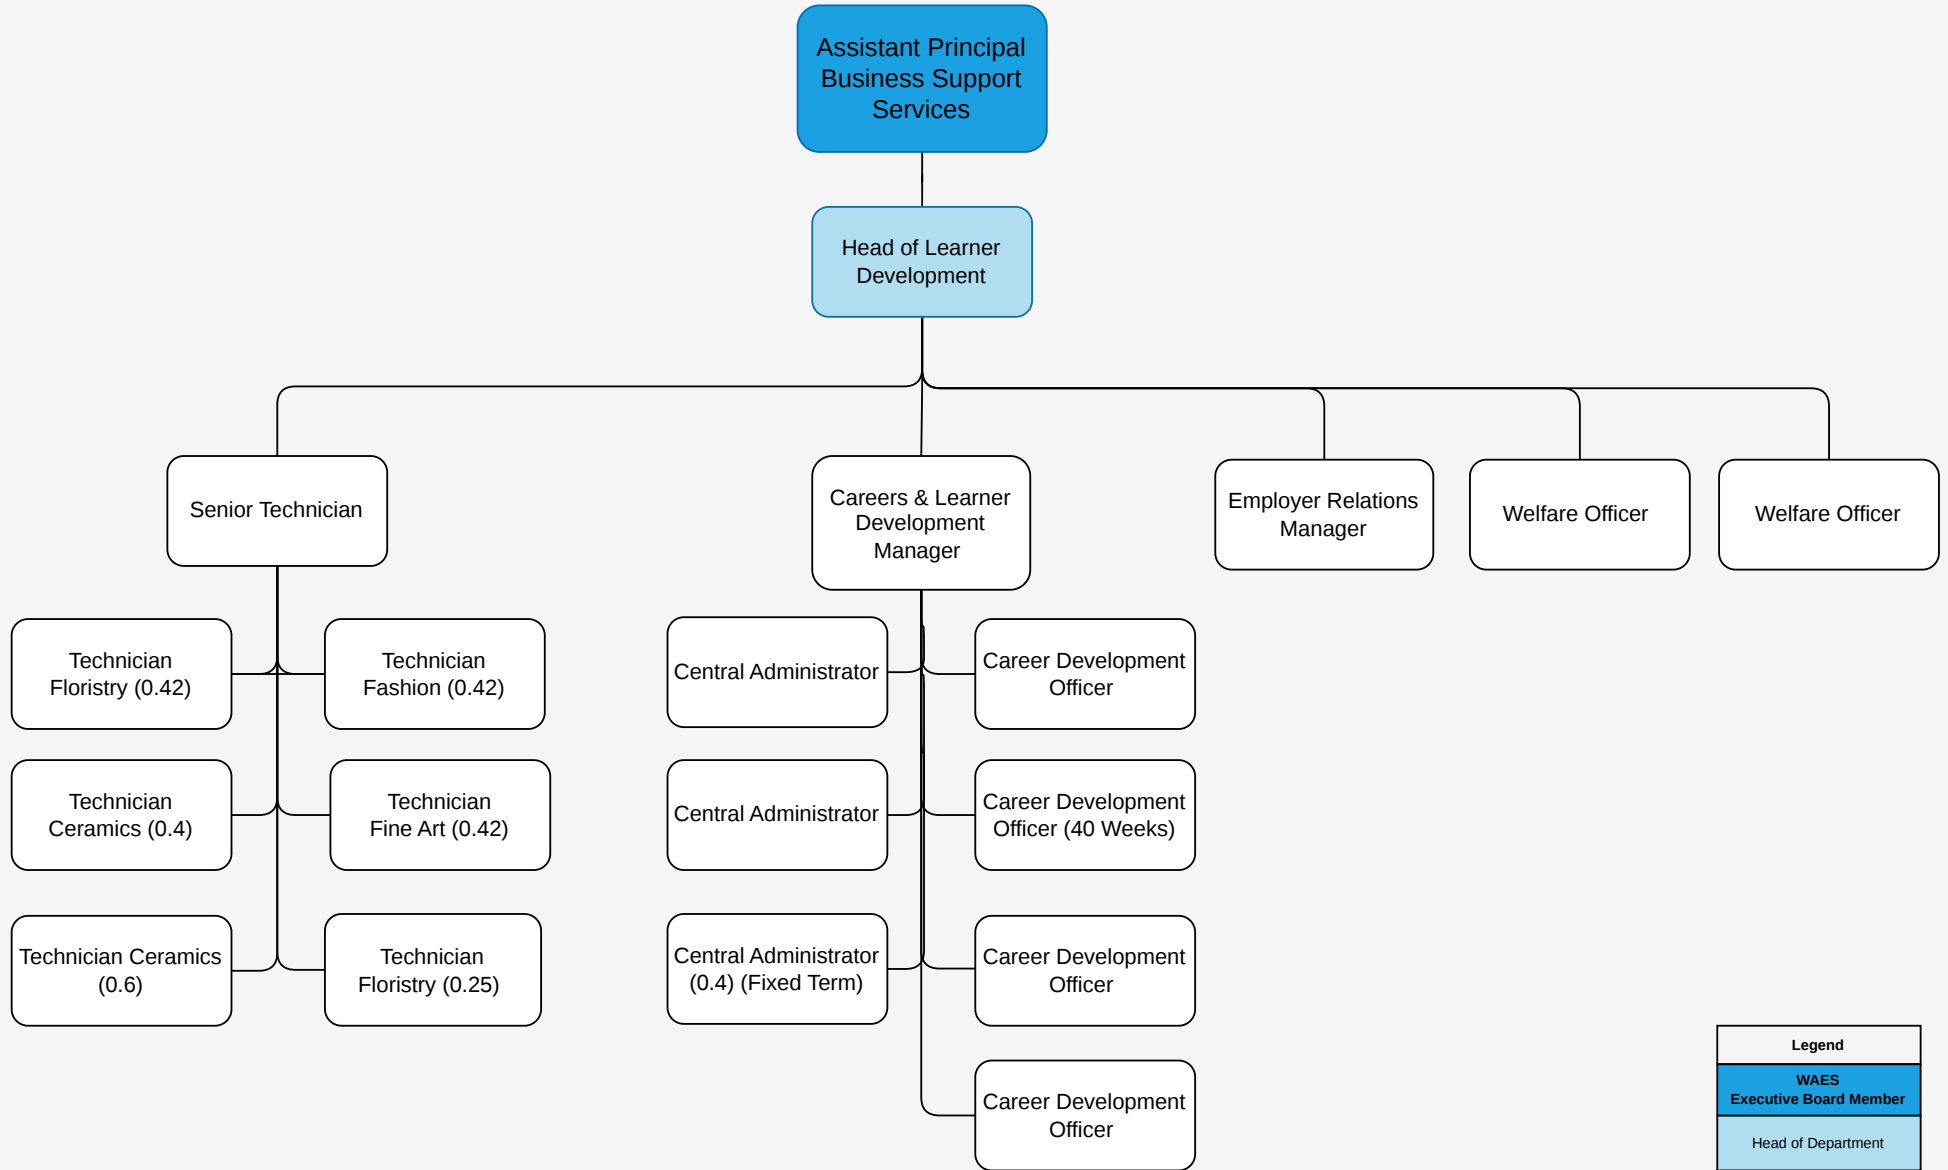 Assistant Principal
Business Support
Services
Head of Learner
Development
Senior Technician
Careers & Learner
Development
Manager
Employer Relations
Manager
Welfare Officer
Welfare Officer
Technician
Floristry (0.42)
Technician
Fashion (0.42)
Central Administrator
Career Development
Officer
Technician
Ceramics (0.4)
Technician
Fine Art (0.42)
Central Administrator
Career Development
Officer (40 Weeks)
Technician Ceramics
(0.6)
Technician
Floristry (0.25)
Central Administrator
(0.4) (Fixed Term)
Career Development
Officer
Career Development
Officer
Legend
WAES
Executive Board Member
Head of Department